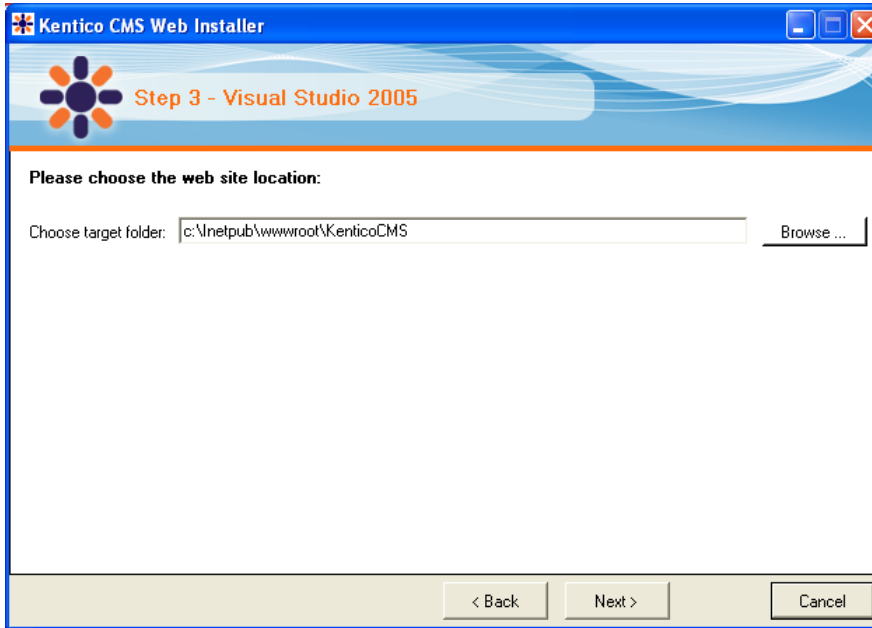 Kentico CMS Web Installer
Step 3 - Visual Studio 2005
Please choose the web site location:
Choose target folder: c:\Inetpub\wwwroot\KenticoCMS Browse ...
< Back Next > Cancel